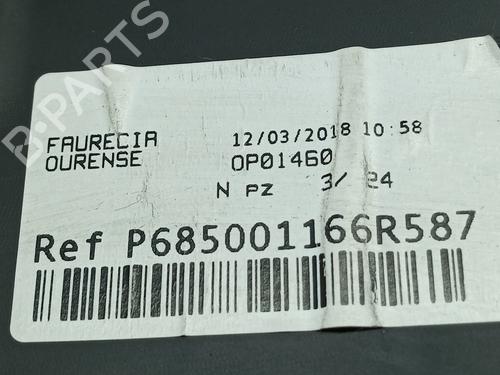 B-PARTS
FAURECIA 12/03/2018 10:58
OURENSE OP01460
N PZ 3/ 24
Ref P685001166R587